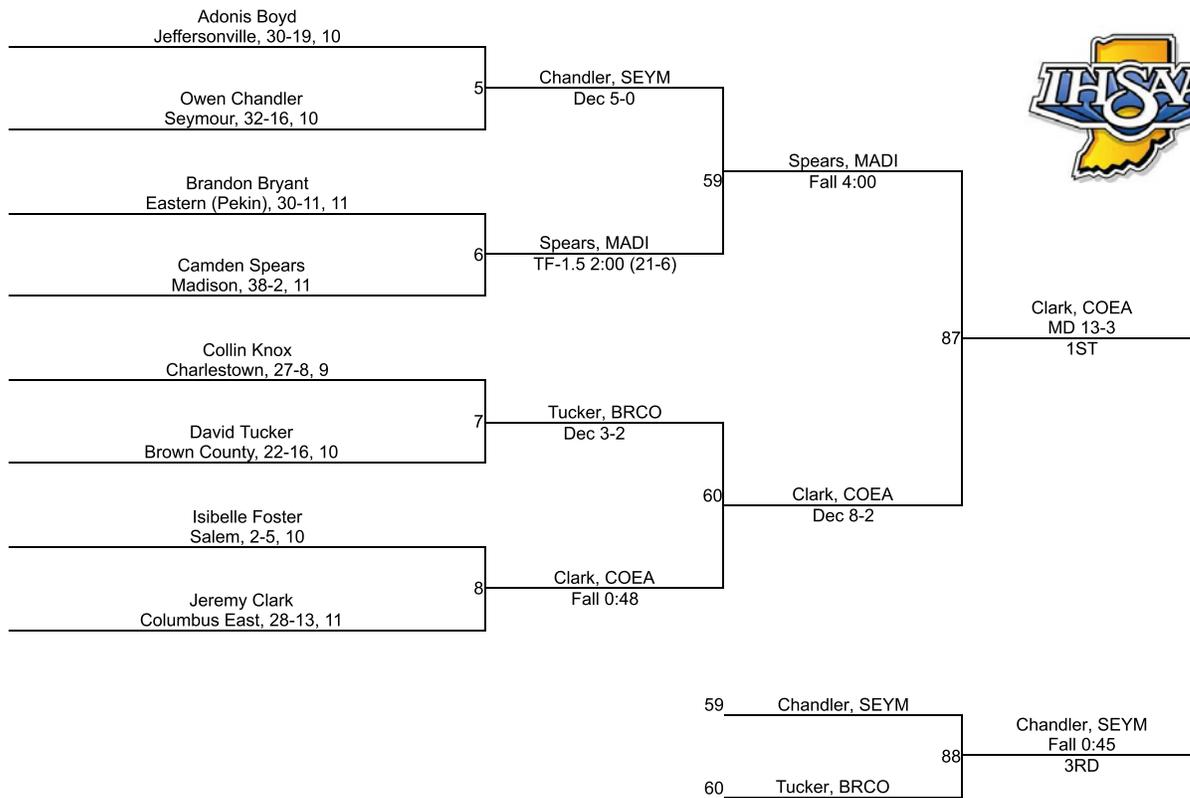 Adonis Boyd
Jeffersonville, 30-19, 10
Owen Chandler
Seymour, 32-16, 10
Brandon Bryant
Eastern (Pekin), 30-11, 11
Camden Spears
Madison, 38-2, 11
Collin Knox
Charlestown, 27-8, 9
David Tucker
Brown County, 22-16, 10
Isibelle Foster
Salem, 2-5, 10
Jeremy Clark
Columbus East, 28-13, 11
5
Chandler, SEYM
Dec 5-0
6
Spears, MADI
TF-1.5 2:00 (21-6)
7
Tucker, BRCO
Dec 3-2
8
Clark, COEA
Fall 0:48
59
Spears, MADI
Fall 4:00
60
Clark, COEA
Dec 8-2
87
Clark, COEA
MD 13-3
1ST
IHSAA
59
Chandler, SEYM
60
Tucker, BRCO
88
Chandler, SEYM
Fall 0:45
3RD